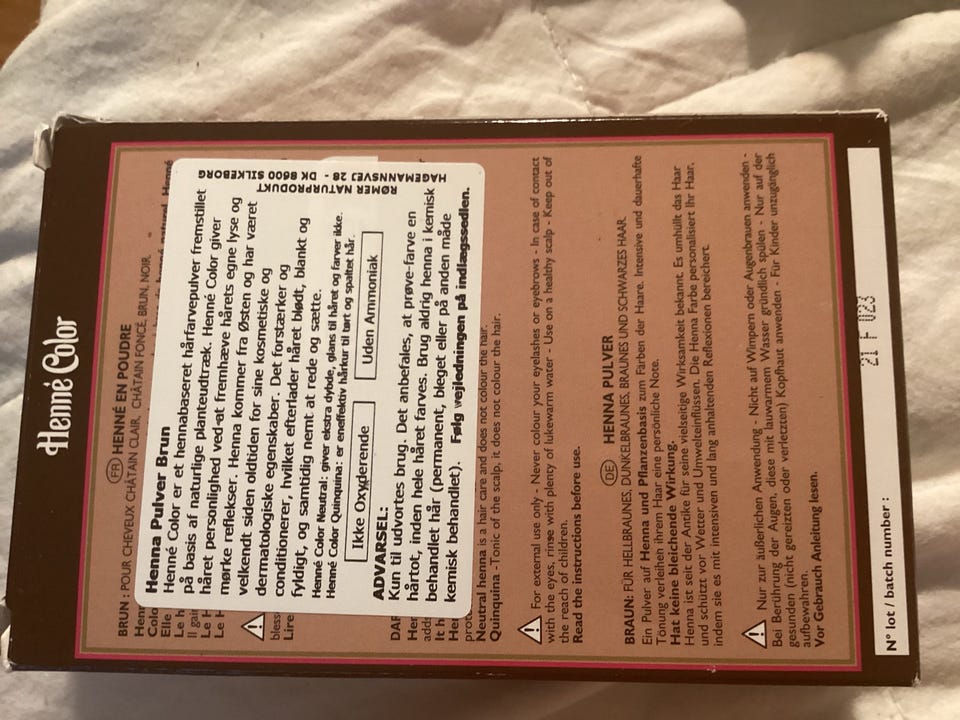 Henné Color
FR HENNÉ EN POUDRE
BRUN : POUR CHEVEUX CHÂTAIN CLAIR, CHÂTAIN FONCÉ, BRUN, NOIR.
Henna Pulver Brun
Henné Color er et hennabaseret hårfarvepulver fremstillet
på basis af naturlige planteudtræk. Henné Color giver
håret personlighed ved at fremhæve hårets egne lyse og
mørke reflekser. Henna kommer fra Østen og har været
velkendt siden oldtiden for sine kosmetiske og
dermatologiske egenskaber. Det forstærker og
conditionerer, hvilket efterlader håret blødt, blankt og
fyldigt, og samtidig nemt at rede og sætte.
Henné Color Neutral: giver ekstra dybde, glans til håret og farver ikke.
Henné Color Quinquina: er en effektiv hårkur til tørt og spaltet hår.
Ikke Oxyderende
Uden Ammoniak
ADVARSEL:
Kun til udvortes brug. Det anbefales, at prøve-farve en
hårtot, inden hele håret farves. Brug aldrig henna i kemisk
behandlet hår (permanent, bleget eller på anden måde
kemisk behandlet). Følg vejledningen på indlægssedlen.
RØMER NATURPRODUKT
HAGEMANNSVEJ 28 - DK 8600 SILKEBORG
Neutral henna is a hair care and does not colour the hair.
Quinquina -Tonic of the scalp, it does not colour the hair.
For external use only - Never colour your eyelashes or eyebrows - In case of contact
with the eyes, rinse with plenty of lukewarm water - Use on a healthy scalp - Keep out of
the reach of children.
Read the instructions before use.
DE HENNA PULVER
BRAUN: FÜR HELLBRAUNES, DUNKELBRAUNES, BRAUNES UND SCHWARZES HAAR
Ein Pulver auf Henna und Pflanzenbasis zum Färben der Haare. Intensive und dauerhafte
Tönung verleihen ihrem Haar eine persönliche Note.
Hat keine bleichende Wirkung.
Henna ist seit der Antike für seine vielseitige Wirksamkeit bekannt. Es umhüllt das Haar
und schützt vor Wetter und Umwelteinflüssen. Die Henna Farbe personalisiert Ihr Haar,
indem sie es mit intensiven und lang anhaltenden Reflexionen bereichert.
Nur zur äußerlichen Anwendung - Nicht auf Wimpern oder Augenbrauen anwenden -
Bei Berührung der Augen, diese mit lauwarmem Wasser gründlich spülen - Nur auf der
gesunden (nicht gereizten oder verletzten) Kopfhaut anwenden - Für Kinder unzugänglich
aufbewahren.
Vor Gebrauch Anleitung lesen.
N° lot / batch number :
21 F 023